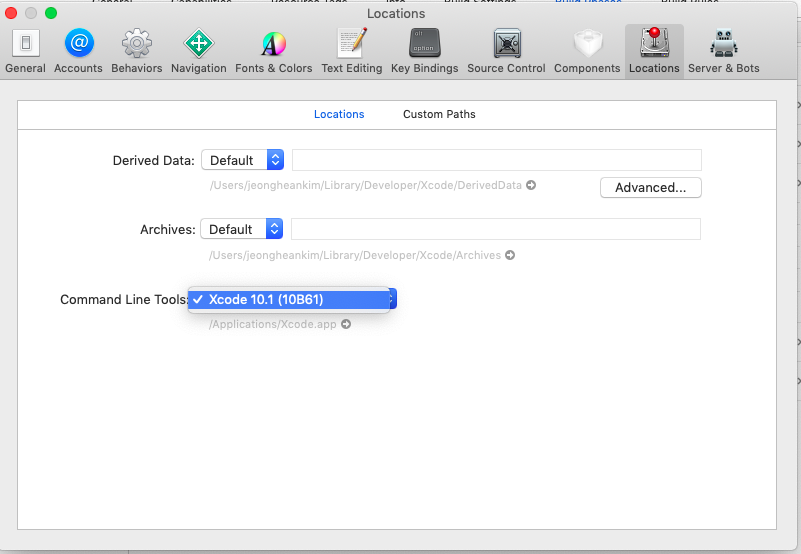 Locations
General Accounts Behaviors Navigation Fonts & Colors Text Editing Key Bindings Source Control Components Locations Server & Bots
Locations Custom Paths
Derived Data: Default
/Users/jeongheankim/Library/Developer/Xcode/DerivedData
Advanced...
Archives: Default
/Users/jeongheankim/Library/Developer/Xcode/Archives
Command Line Tools: Xcode 10.1 (10B61)
/Applications/Xcode.app